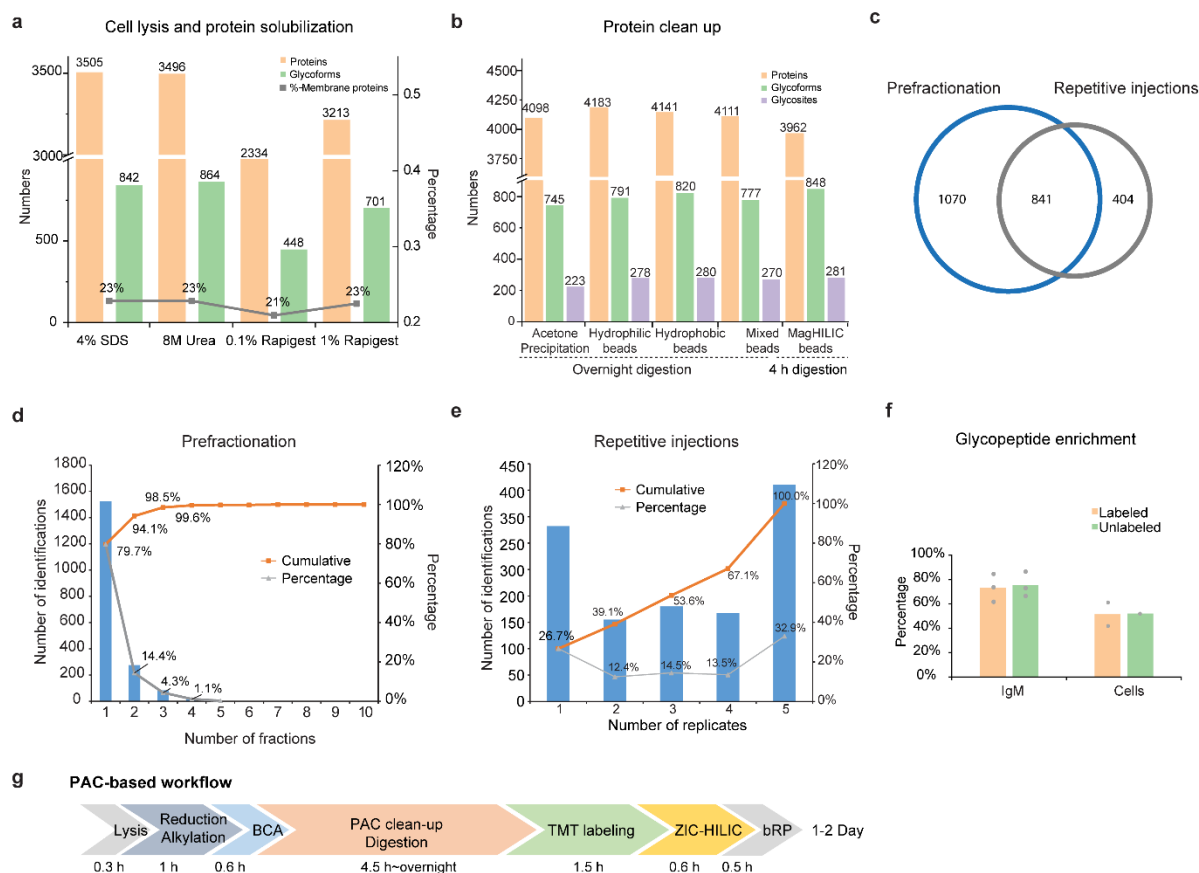 a
Cell lysis and protein solubilization
3505
3496
3213
2334
842
864
448
701
23%
23%
21%
23%
Proteins
Glycoforms
%-Membrane proteins
3500
3000
500
0
Numbers
0.5
0.4
0.3
0.2
Percentage
4% SDS
8M Urea
0.1% Rapigest
1% Rapigest
b
Protein clean up
Proteins
Glycoforms
Glycosites
4500
4250
4000
3750
800
600
400
200
0
Numbers
4098
4183
4141
4111
3962
745
791
820
777
848
223
278
280
270
281
Acetone Precipitation
Hydrophilic beads
Hydrophobic beads
Mixed beads
MagHILIC beads
Overnight digestion
4 h digestion
c
Prefractionation
Repetitive injections
1070
841
404
d
Prefractionation
1800
1600
1400
1200
1000
800
600
400
200
0
Number of identifications
120%
100%
80%
60%
40%
20%
0%
Percentage
79.7%
94.1%
98.5%
99.6%
14.4%
4.3%
1.1%
Cumulative
Percentage
1 2 3 4 5 6 7 8 9 10
Number of fractions
e
Repetitive injections
450
400
350
300
250
200
150
100
50
0
Number of identifications
120%
100%
80%
60%
40%
20%
0%
Percentage
Cumulative
Percentage
26.7%
39.1%
53.6%
67.1%
100.0%
12.4%
14.5%
13.5%
32.9%
1 2 3 4 5
Number of replicates
f
Glycopeptide enrichment
Labeled
Unlabeled
100%
80%
60%
40%
20%
0%
Percentage
IgM
Cells
g
PAC-based workflow
Lysis
Reduction
Alkylation
BCA
PAC clean-up
Digestion
TMT labeling
ZIC-HILIC
bRP
1-2 Day
0.3 h
1 h
0.6 h
4.5 h~overnight
1.5 h
0.6 h
0.5 h